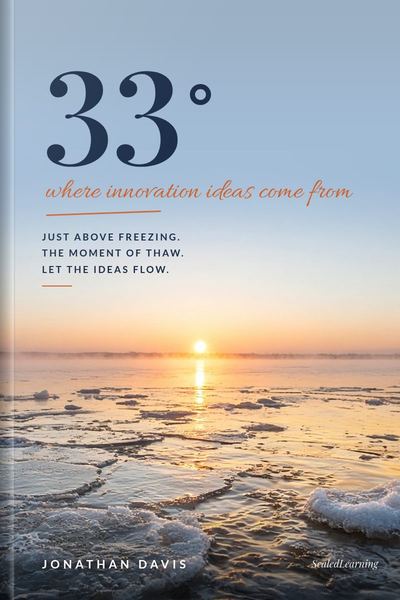 33°
where innovation ideas come from
JUST ABOVE FREEZING.
THE MOMENT OF THAW.
LET THE IDEAS FLOW.
JONATHAN DAVIS
ScaledLearning